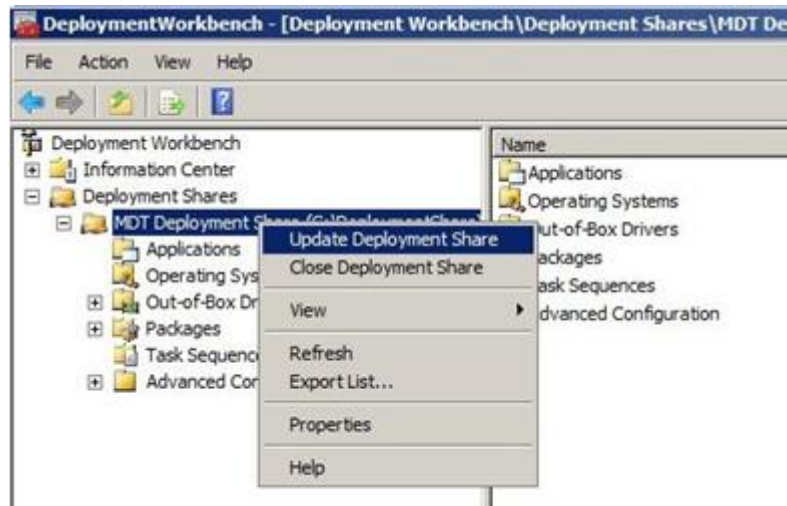 DeploymentWorkbench - [Deployment Workbench\Deployment Shares\MDT De
File Action View Help
Deployment Workbench
Information Center
Deployment Shares
MDT Deployment Share (C:\DeploymentShare
Applications
Operating Sys
Out-of-Box Dr
Packages
Task Sequenc
Advanced Cor
Update Deployment Share
Close Deployment Share
View
Refresh
Export List...
Properties
Help
Name
Applications
Operating Systems
ut-of-Box Drivers
ackages
ask Sequences
dvanced Configuration